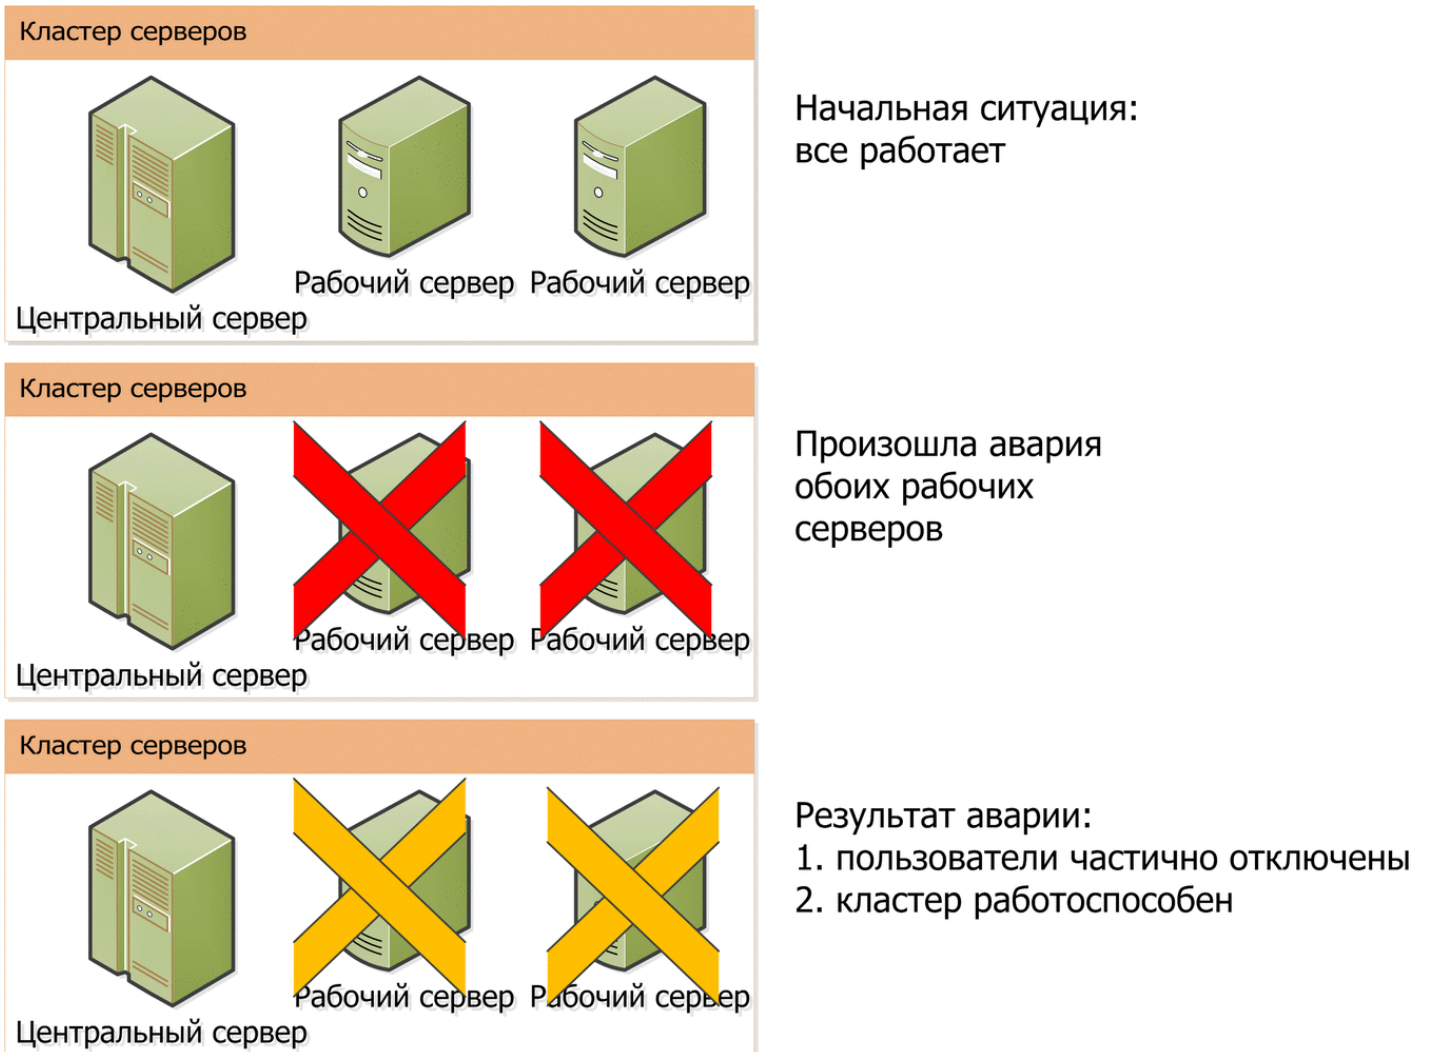 Кластер серверов
Начальная ситуация:
все работает
Рабочий сервер Рабочий сервер
Центральный сервер
Кластер серверов
Произошла авария
обоих рабочих
серверов
Рабочий сервер Рабочий сервер
Центральный сервер
Кластер серверов
Результат аварии:
1. пользователи частично отключены
2. кластер работоспособен
Рабочий сервер Рабочий сервер
Центральный сервер